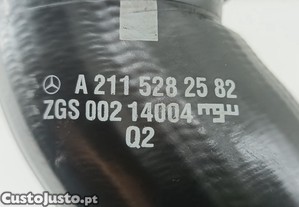 A 211 528 25 82
ZGS 002 14004
Q2
CustoJusto.pt